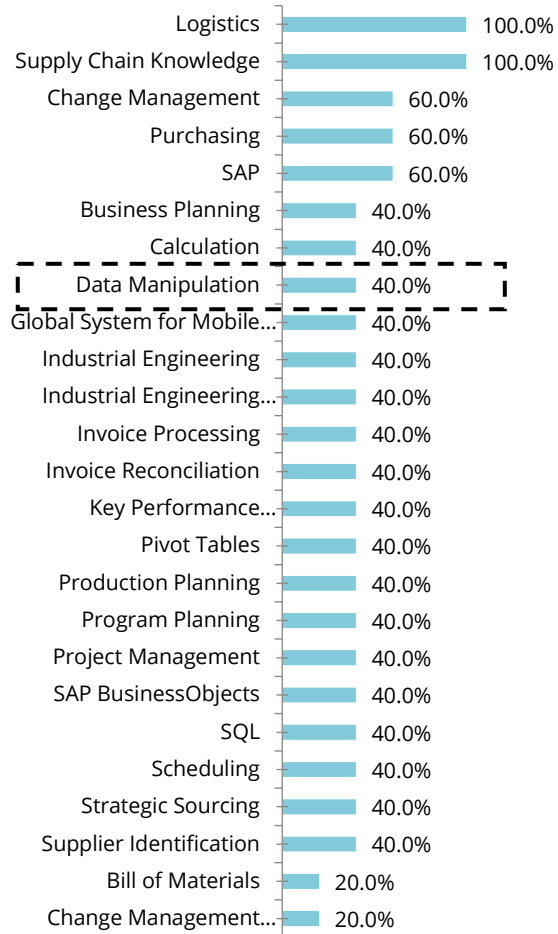 Logistics 100.0%
Supply Chain Knowledge 100.0%
Change Management 60.0%
Purchasing 60.0%
SAP 60.0%
Business Planning 40.0%
Calculation 40.0%
Data Manipulation 40.0%
Global System for Mobile... 40.0%
Industrial Engineering 40.0%
Industrial Engineering... 40.0%
Invoice Processing 40.0%
Invoice Reconciliation 40.0%
Key Performance... 40.0%
Pivot Tables 40.0%
Production Planning 40.0%
Program Planning 40.0%
Project Management 40.0%
SAP BusinessObjects 40.0%
SQL 40.0%
Scheduling 40.0%
Strategic Sourcing 40.0%
Supplier Identification 40.0%
Bill of Materials 20.0%
Change Management... 20.0%